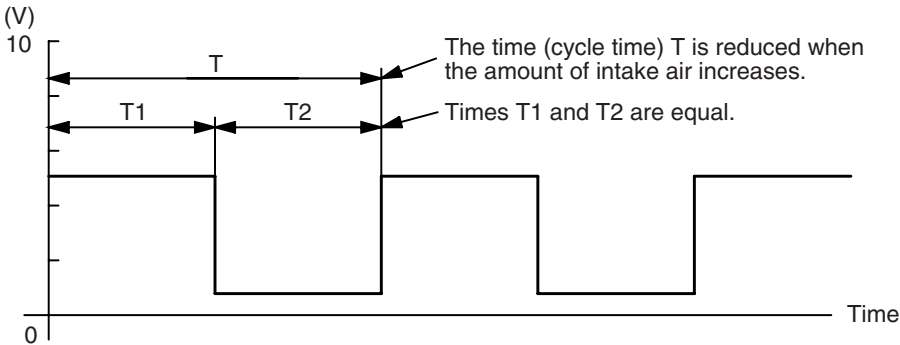 (V)
10
T
The time (cycle time) T is reduced when
the amount of intake air increases.
T1
T2
Times T1 and T2 are equal.
Time
0